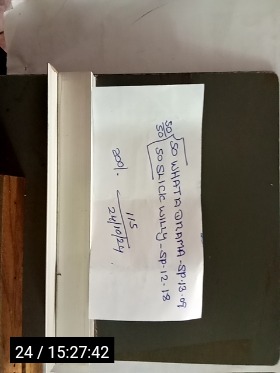 50 SO WHAT A DRAMA - SP. 13.07
50 SO SLICK WILLY - SP. 12.18
200/.
115
24/10/24.
24 / 15:27:42